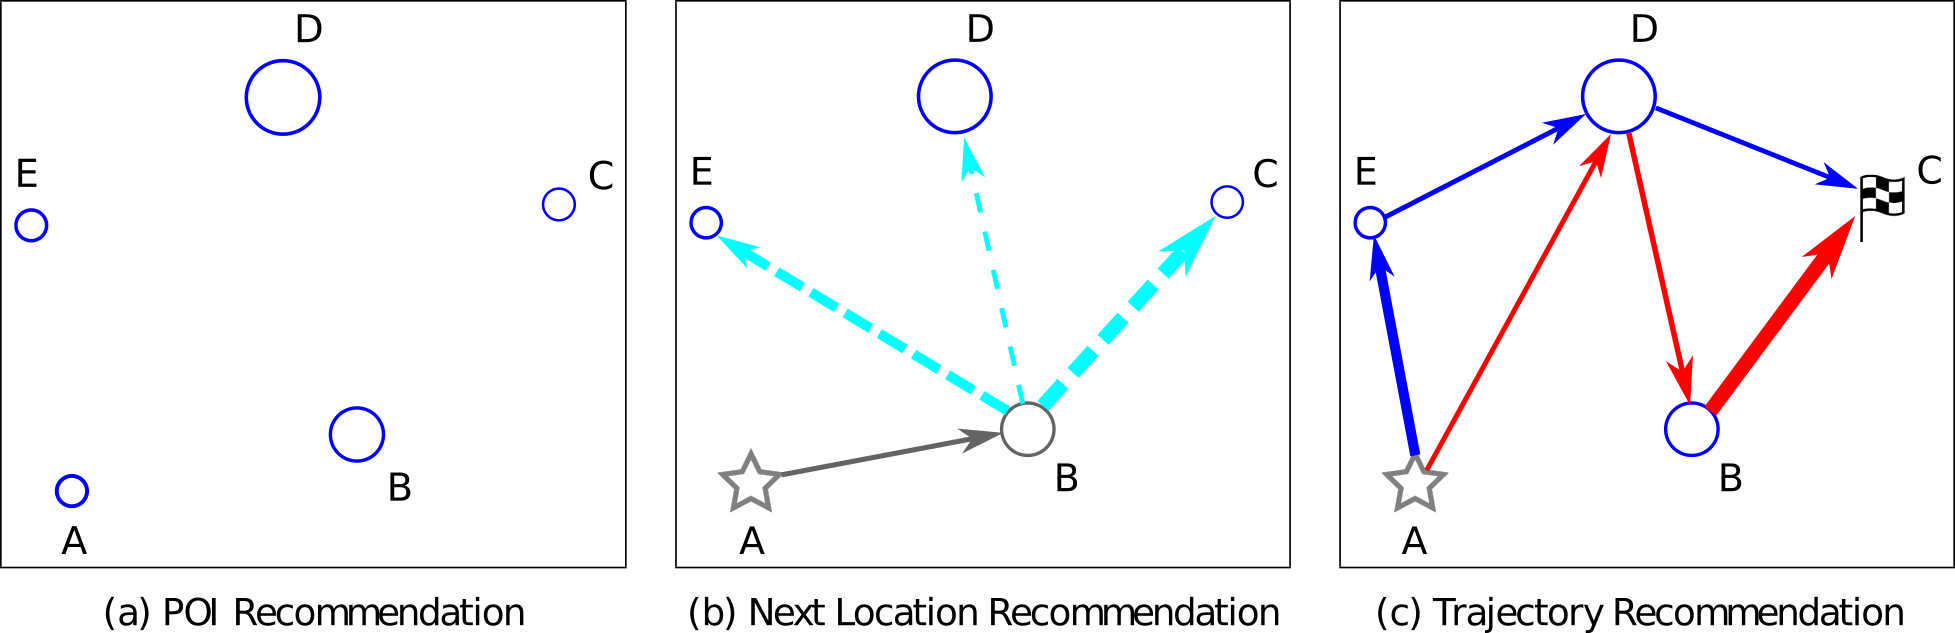 D
E
C
B
A
(a) POI Recommendation
D
E
C
B
A
(b) Next Location Recommendation
D
E
C
B
A
(c) Trajectory Recommendation